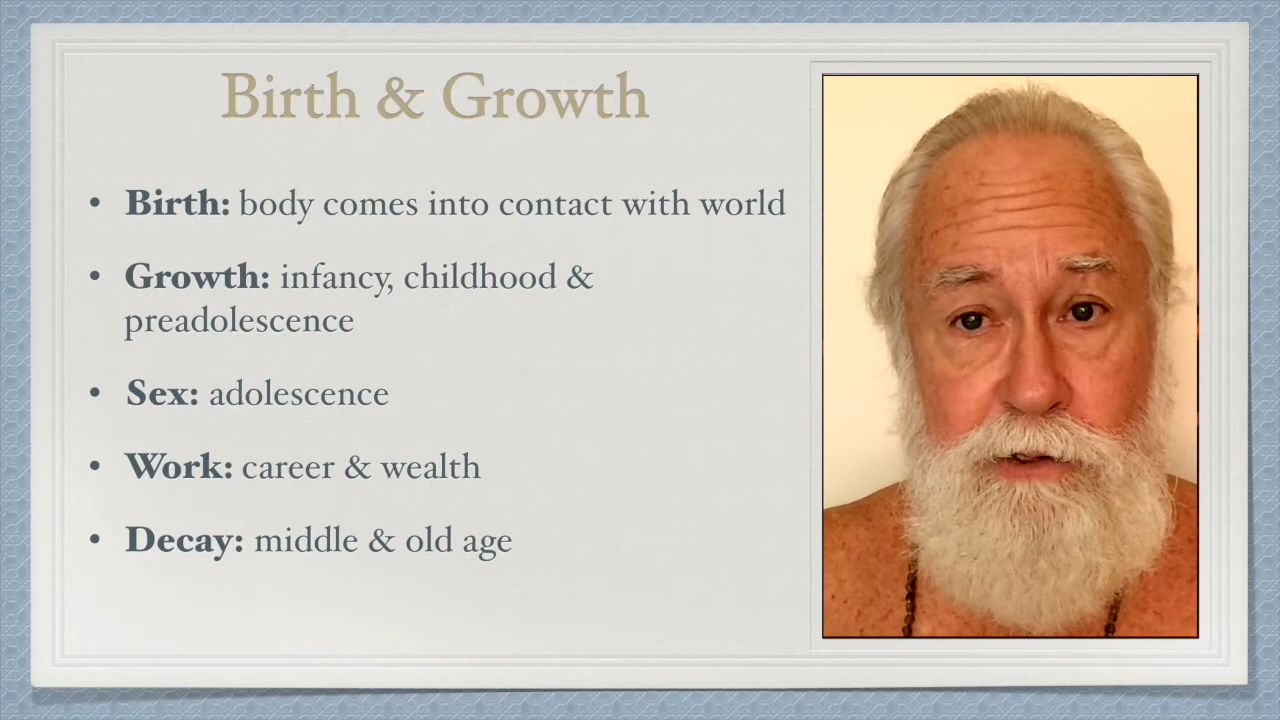 Birth & Growth
• Birth: body comes into contact with world
• Growth: infancy, childhood &
preadolescence
• Sex: adolescence
• Work: career & wealth
• Decay: middle & old age